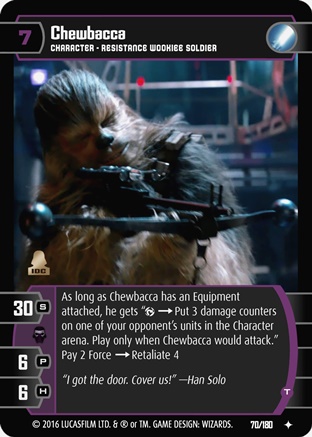 7
Chewbacca
CHARACTER - RESISTANCE WOOKIEE SOLDIER
IOC
30 S
6 P
6 H
As long as Chewbacca has an Equipment
attached, he gets “ → Put 3 damage counters
on one of your opponent's units in the Character
arena. Play only when Chewbacca would attack.”
Pay 2 Force → Retaliate 4
“I got the door. Cover us!” —Han Solo
T
© 2016 LUCASFILM LTD. & ® OR TM. GAME DESIGN: WIZARDS.
70/180